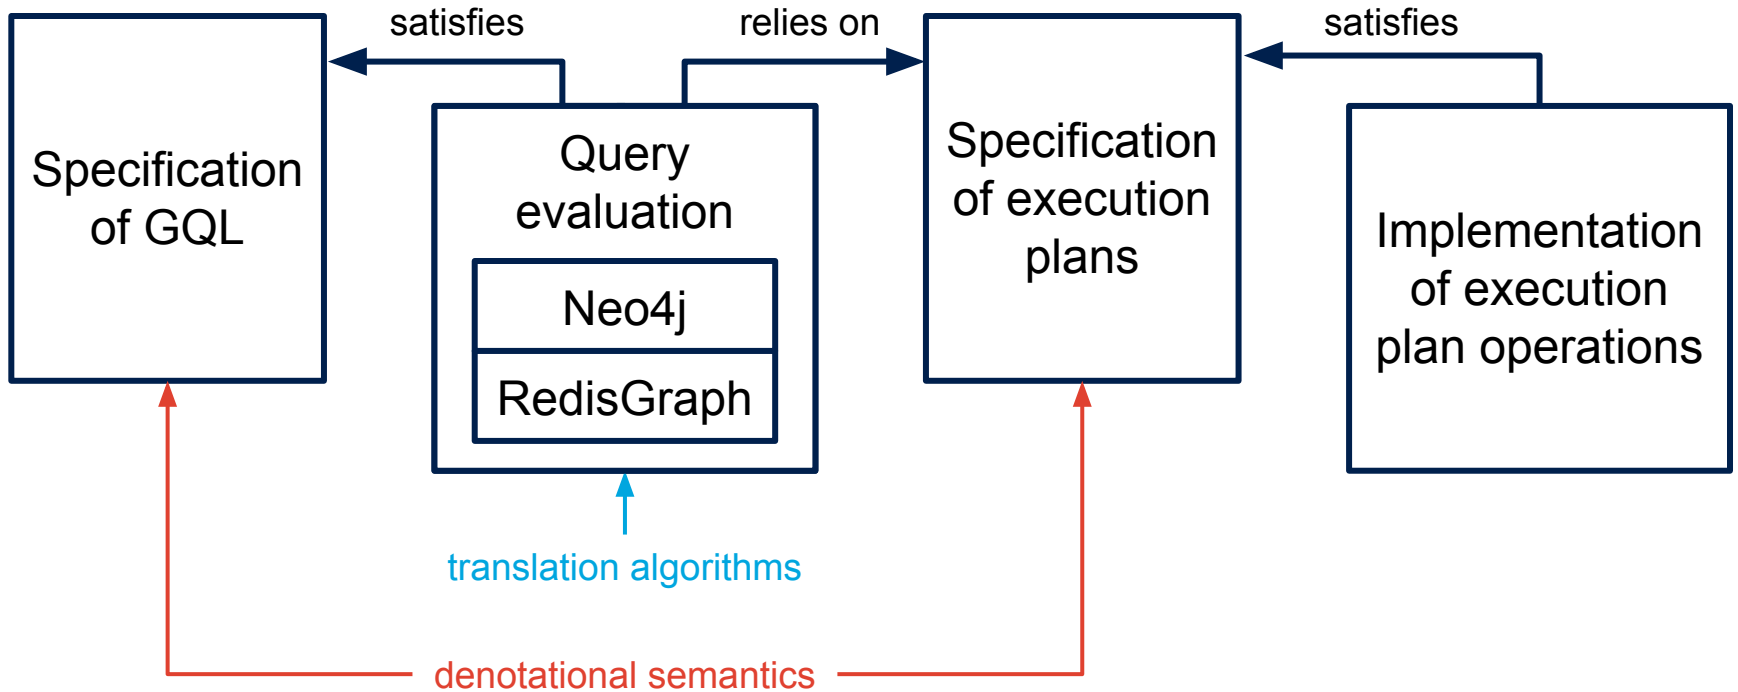 satisfies
relies on
satisfies
Specification
of GQL
Query
evaluation
Neo4j
RedisGraph
Specification
of execution
plans
Implementation
of execution
plan operations
translation algorithms
denotational semantics